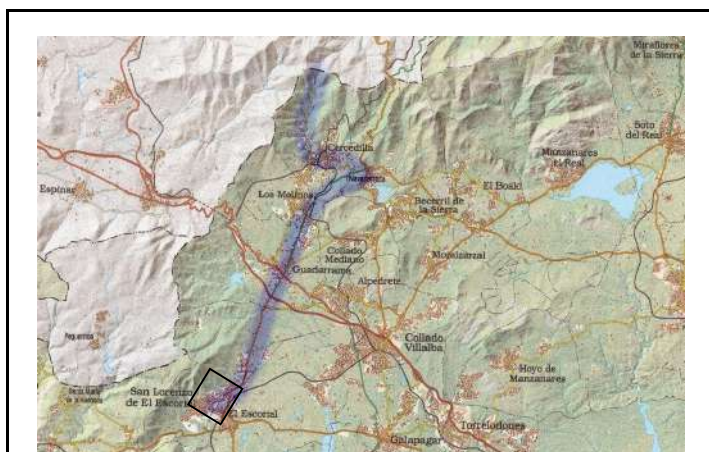 Miraflores
de la Sierra
Soto
del Real
Cercedilla
Manzanares
el Real
Espinar
Navacerrada
El Boalo
Los Molinos
Becerril de
la Sierra
Collado
Mediano
Moralzarzal
Guadarrama
Alpedrete
Collado
Villalba
Peguerinos
Hoyo de
Manzanares
San Lorenzo
de El Escorial
El Escorial
Torrelodones
Galapagar